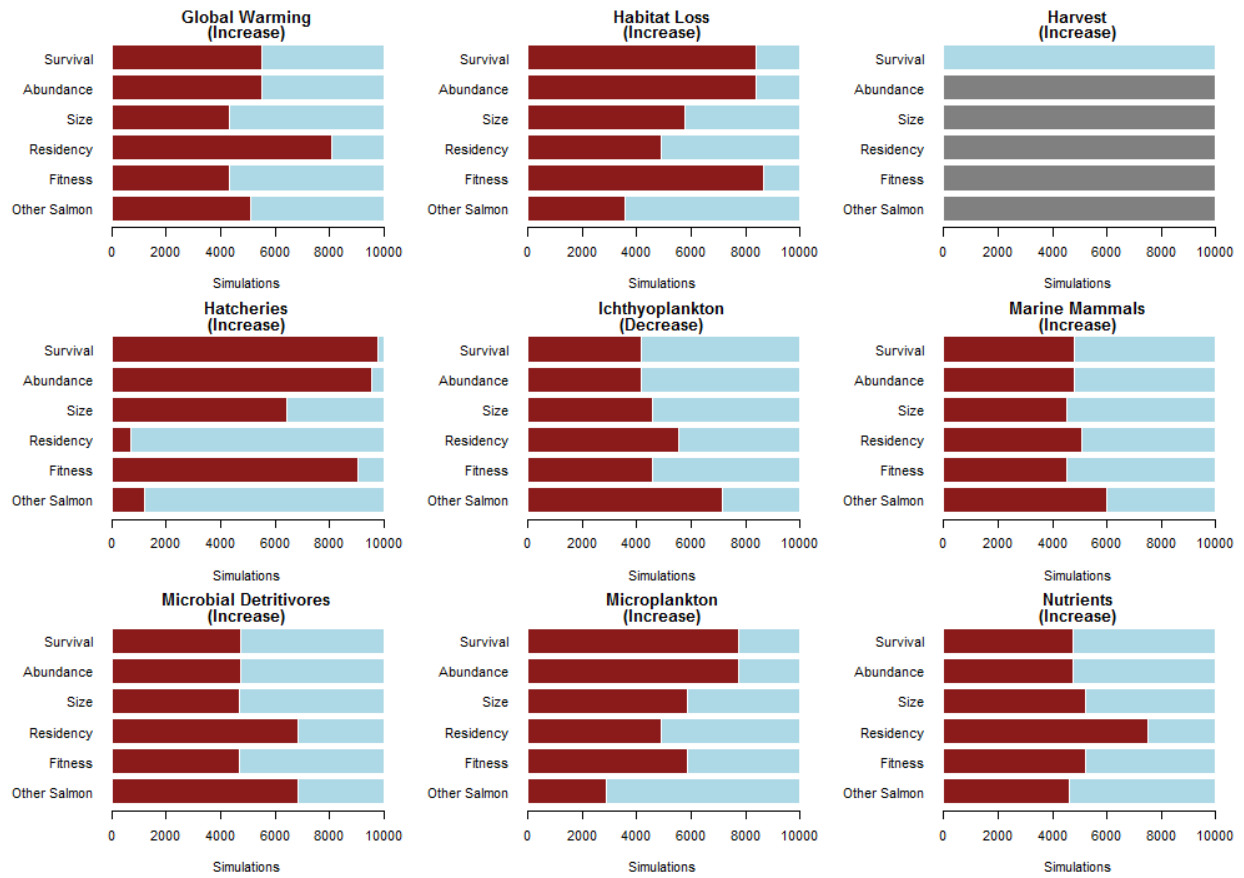 Global Warming
(Increase)
Survival
Abundance
Size
Residency
Fitness
Other Salmon
0 2000 4000 6000 8000 10000
Simulations
Habitat Loss
(Increase)
Survival
Abundance
Size
Residency
Fitness
Other Salmon
0 2000 4000 6000 8000 10000
Simulations
Harvest
(Increase)
Survival
Abundance
Size
Residency
Fitness
Other Salmon
0 2000 4000 6000 8000 10000
Simulations
Hatcheries
(Increase)
Survival
Abundance
Size
Residency
Fitness
Other Salmon
0 2000 4000 6000 8000 10000
Simulations
Ichthyoplankton
(Decrease)
Survival
Abundance
Size
Residency
Fitness
Other Salmon
0 2000 4000 6000 8000 10000
Simulations
Marine Mammals
(Increase)
Survival
Abundance
Size
Residency
Fitness
Other Salmon
0 2000 4000 6000 8000 10000
Simulations
Microbial Detritivores
(Increase)
Survival
Abundance
Size
Residency
Fitness
Other Salmon
0 2000 4000 6000 8000 10000
Simulations
Microplankton
(Increase)
Survival
Abundance
Size
Residency
Fitness
Other Salmon
0 2000 4000 6000 8000 10000
Simulations
Nutrients
(Increase)
Survival
Abundance
Size
Residency
Fitness
Other Salmon
0 2000 4000 6000 8000 10000
Simulations